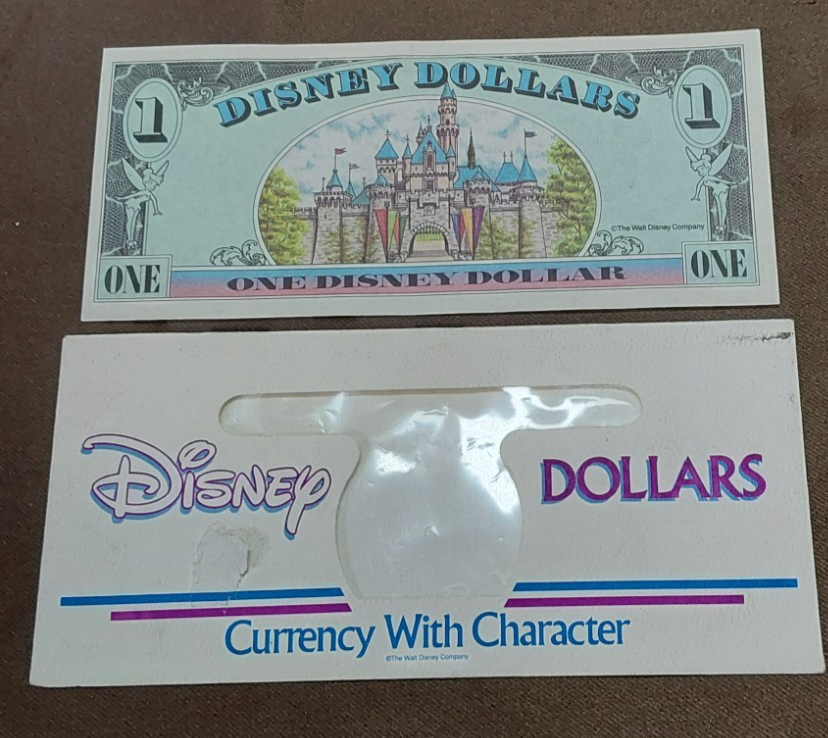 DISNEY DOLLARS
1 1
©The Walt Disney Company
ONE ONE DISNEY DOLLAR ONE
Disney DOLLARS
Currency With Character
©The Walt Disney Company